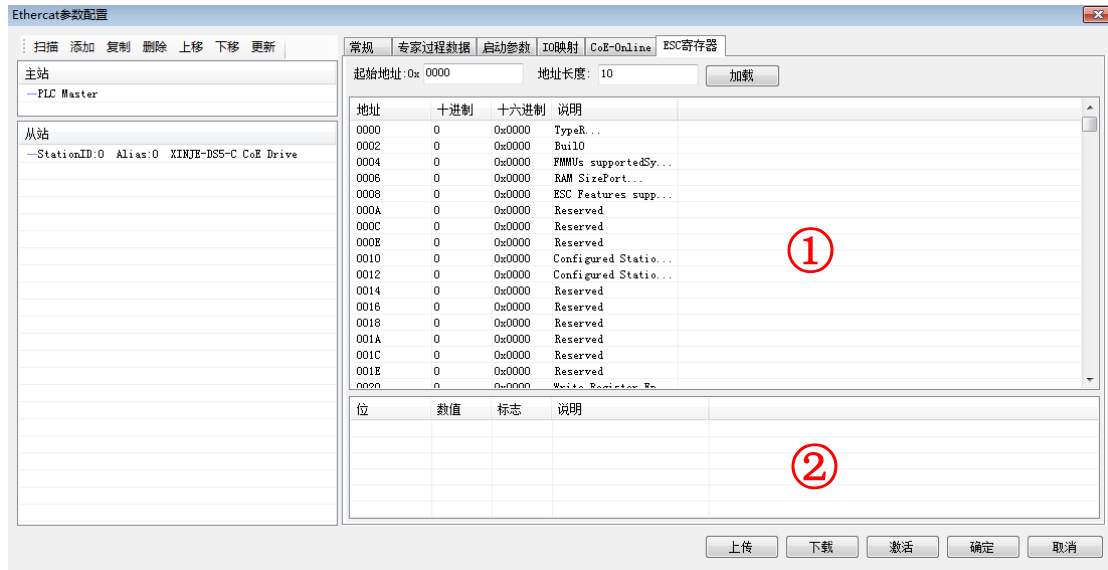 Ethercat参数配置
扫描 添加 复制 删除 上移 下移 更新
主站
PLC Master
从站
StationID:0 Alias:0 XINJE-DS5-C CoE Drive
常规 专家过程数据 启动参数 IO映射 CoE-Online ESC寄存器
起始地址:0x 0000 地址长度: 10 加载
地址 十进制 十六进制 说明
0000 0 0x0000 TypeR...
0002 0 0x0000 Buil0
0004 0 0x0000 FMMUs supportedSy...
0006 0 0x0000 RAM SizePort...
0008 0 0x0000 ESC Features supp...
000A 0 0x0000 Reserved
000C 0 0x0000 Reserved
000E 0 0x0000 Reserved
0010 0 0x0000 Configured Statio...
0012 0 0x0000 Configured Statio...
0014 0 0x0000 Reserved
0016 0 0x0000 Reserved
0018 0 0x0000 Reserved
001A 0 0x0000 Reserved
001C 0 0x0000 Reserved
001E 0 0x0000 Reserved
0020 0 0x0000 Write Register En...
①
位 数值 标志 说明
②
上传 下载 激活 确定 取消